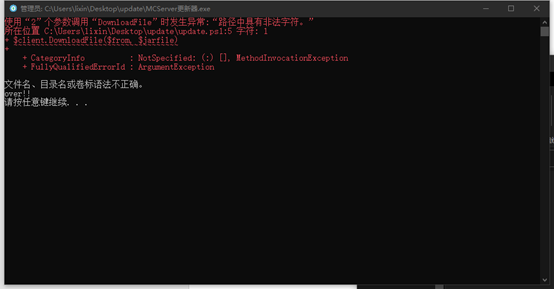 管理员: C:\Users\lixin\Desktop\update\MCServer更新器.exe
使用“2”个参数调用“DownloadFile”时发生异常:“路径中具有非法字符。”
所在位置 C:\Users\lixin\Desktop\update\update.ps1:5 字符: 1
+ $client.DownloadFile($from, $jarfile)
+ ~~~~~~~~~~~~~~~~~~~~~~~~~~~~~~~~~~~~~
+ CategoryInfo : NotSpecified: (:) [], MethodInvocationException
+ FullyQualifiedErrorId : ArgumentException
文件名、目录名或卷标语法不正确。
over!!
请按任意键继续. . .